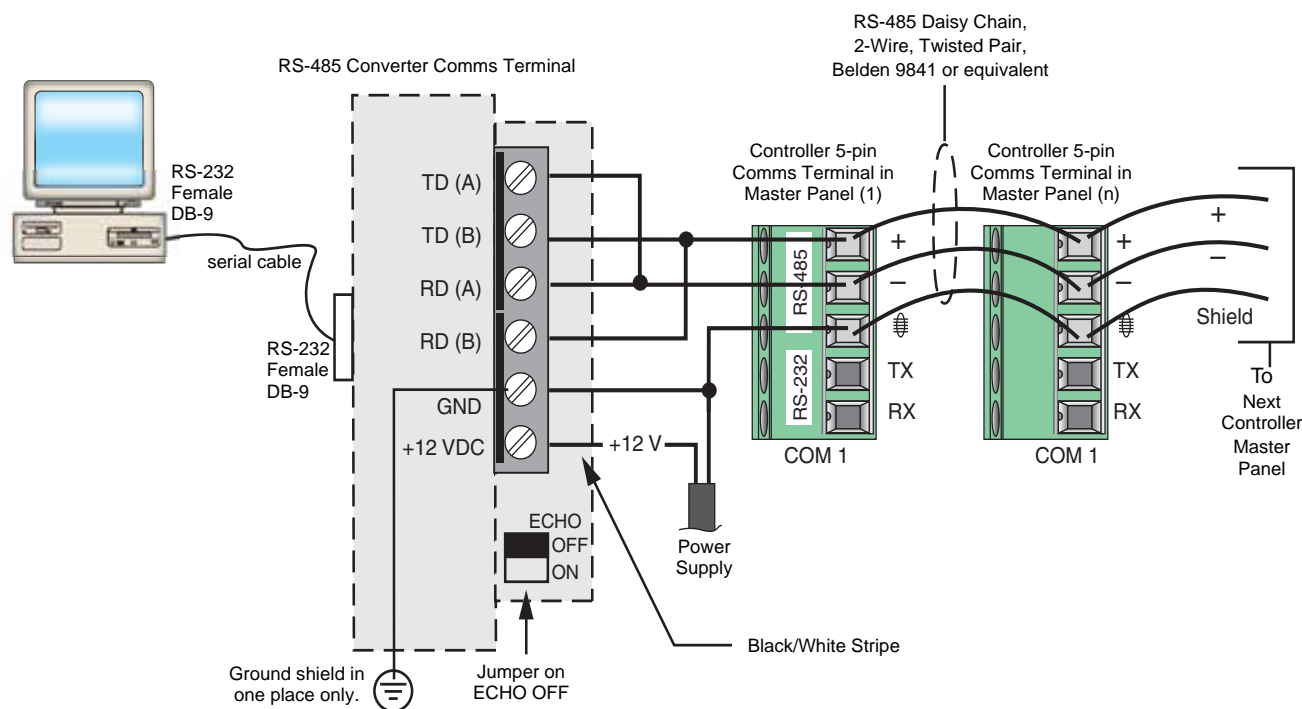 RS-485 Daisy Chain,
2-Wire, Twisted Pair,
Belden 9841 or equivalent
RS-485 Converter Comms Terminal
RS-232
Female
DB-9
serial cable
RS-232
Female
DB-9
TD (A)
TD (B)
RD (A)
RD (B)
GND
+12 VDC
+12 V
ECHO
OFF
ON
Power
Supply
Black/White Stripe
Jumper on
ECHO OFF
Ground shield in
one place only.
Controller 5-pin
Comms Terminal in
Master Panel (1)
RS-485
RS-232
+
−
TX
RX
COM 1
Controller 5-pin
Comms Terminal in
Master Panel (n)
+
−
TX
RX
COM 1
+
−
Shield
To
Next
Controller
Master
Panel